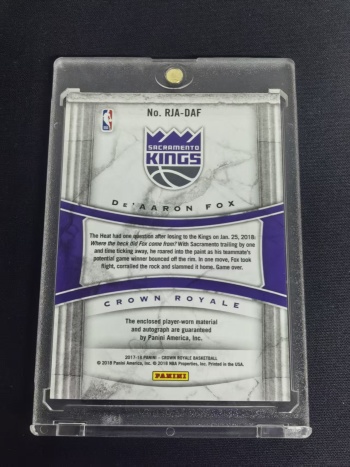 No. RJA-DAF
SACRAMENTO
KINGS
DE'AARON FOX
The Heat had one question after losing to the Kings on Jan. 25, 2018:
Where the heck did Fox come from? With Sacramento trailing by one
and time ticking away, he roared into the paint as his teammate's
potential game winner bounced off the rim. In one move, Fox took
flight, corralled the rock and slammed it home. Game over.
CROWN ROYALE
The enclosed player-worn material
and autograph are guaranteed
by Panini America, Inc.
2017-18 PANINI - CROWN ROYALE BASKETBALL
© 2018 Panini America, Inc. © 2018 NBA Properties, Inc. Printed in the USA.
PANINI